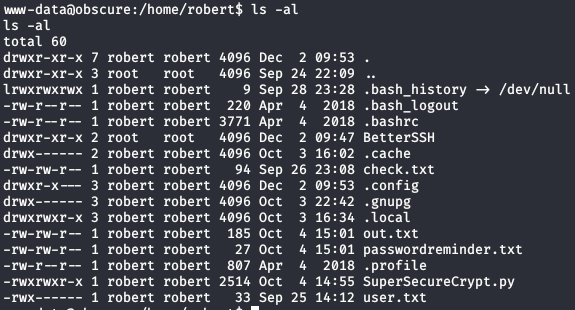 www-data@obscure:/home/robert$ ls -al
ls -al
total 60
drwxr-xr-x 7 robert robert 4096 Dec  2 09:53 .
drwxr-xr-x 3 root   root   4096 Sep 24 22:09 ..
lrwxrwxrwx 1 robert robert    9 Sep 28 23:28 .bash_history → /dev/null
-rw-r--r-- 1 robert robert  220 Apr  4  2018 .bash_logout
-rw-r--r-- 1 robert robert 3771 Apr  4  2018 .bashrc
drwxr-xr-x 2 root   root   4096 Dec  2 09:47 BetterSSH
drwx------ 2 robert robert 4096 Oct  3 16:02 .cache
-rw-rw-r-- 1 robert robert   94 Sep 26 23:08 check.txt
drwxr-x--- 3 robert robert 4096 Dec  2 09:53 .config
drwx------ 3 robert robert 4096 Oct  3 22:42 .gnupg
drwxrwxr-x 3 robert robert 4096 Oct  3 16:34 .local
-rw-rw-r-- 1 robert robert  185 Oct  4 15:01 out.txt
-rw-rw-r-- 1 robert robert   27 Oct  4 15:01 passwordreminder.txt
-rw-r--r-- 1 robert robert  807 Apr  4  2018 .profile
-rwxrwxr-x 1 robert robert 2514 Oct  4 14:55 SuperSecureCrypt.py
-rwx------ 1 robert robert   33 Sep 25 14:12 user.txt